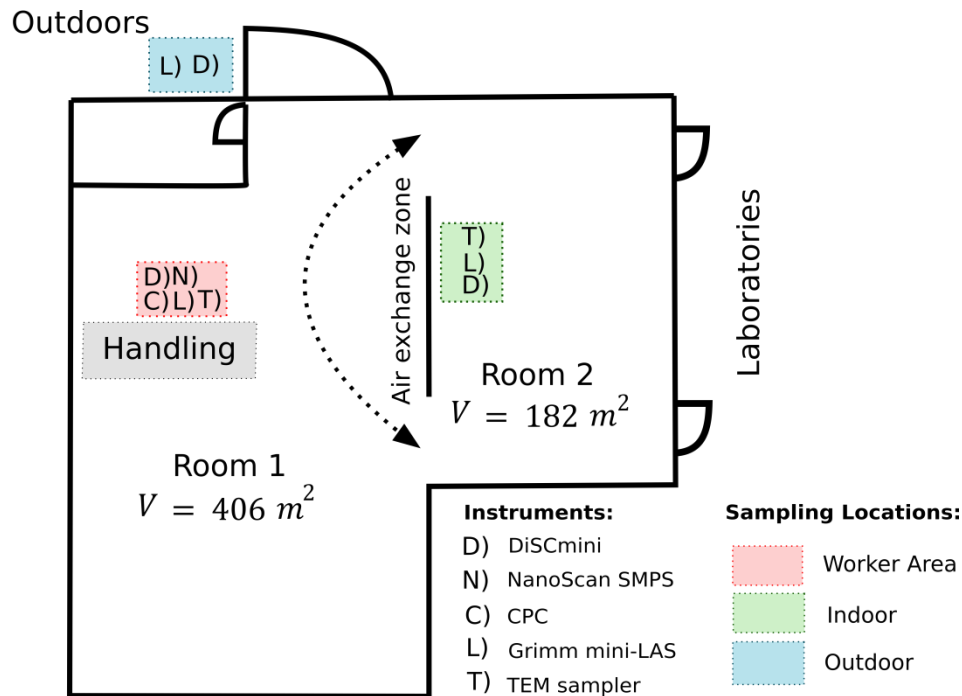 Outdoors
L) D)
D)N)
C)L)T)
Handling
Air exchange zone
T)
L)
D)
Laboratories
Room 1
V = 406 m²
Room 2
V = 182 m²
Instruments:
D) DiSCmini
N) NanoScan SMPS
C) CPC
L) Grimm mini-LAS
T) TEM sampler
Sampling Locations:
Worker Area
Indoor
Outdoor